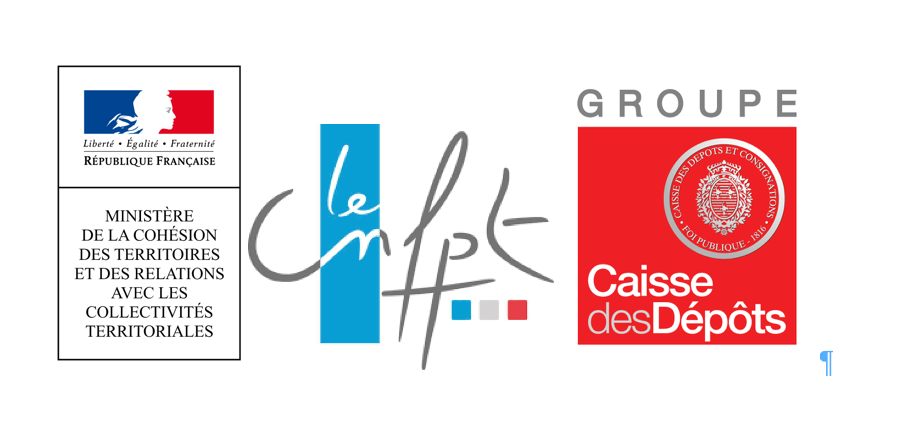 Liberté • Égalité • Fraternité
RÉPUBLIQUE FRANÇAISE
MINISTÈRE
DE LA COHÉSION
DES TERRITOIRES
ET DES RELATIONS
AVEC LES
COLLECTIVITÉS
TERRITORIALES
le
cnfpt
GROUPE
CAISSE DES DEPOTS ET CONSIGNATIONS
• FOI PUBLIQUE - 1816 •
Caisse
desDépôts
¶